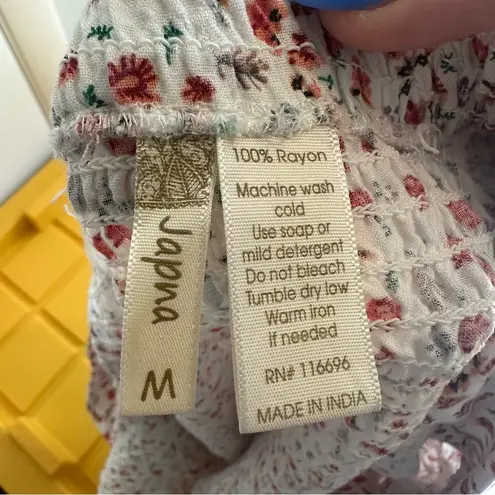 Japna
M
100% Rayon
Machine wash
cold
Use soap or
mild detergent
Do not bleach
Tumble dry low
Warm iron
if needed
RN# 116696
MADE IN INDIA